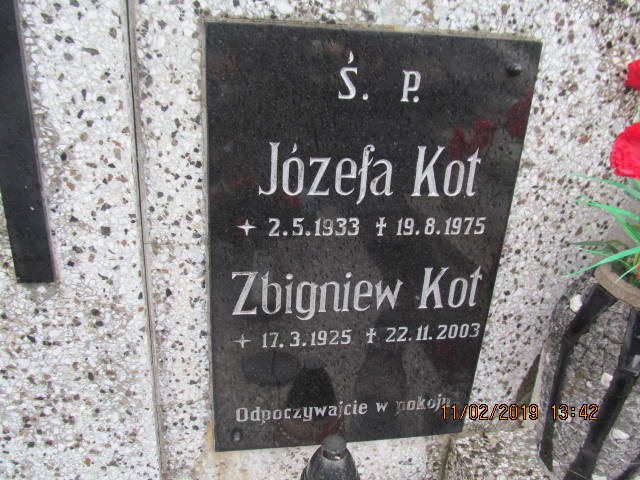 Ś. P.
Józefa Kot
✦ 2.5.1933 ✝ 19.8.1975
Zbigniew Kot
✦ 17.3.1925 ✝ 22.11.2003
Odpoczywajcie w pokoju
11/02/2019 13:42